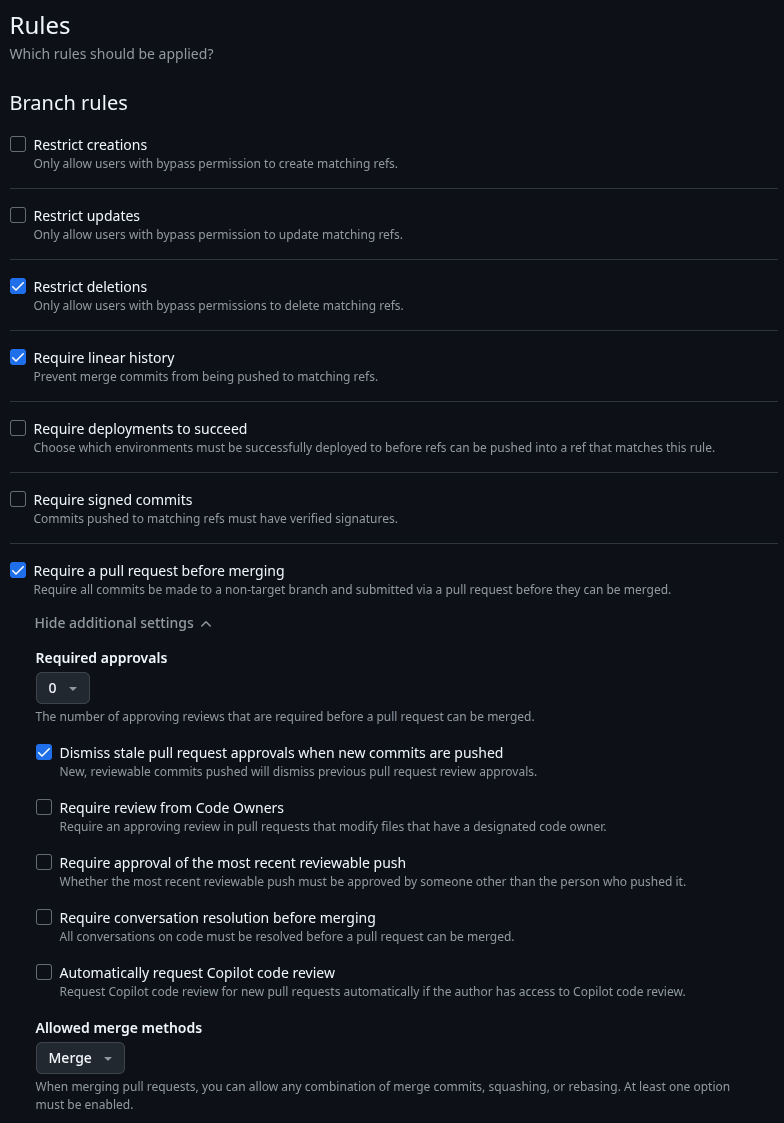 Rules
Which rules should be applied?
Branch rules
Restrict creations
Only allow users with bypass permission to create matching refs.
Restrict updates
Only allow users with bypass permission to update matching refs.
Restrict deletions
Only allow users with bypass permissions to delete matching refs.
Require linear history
Prevent merge commits from being pushed to matching refs.
Require deployments to succeed
Choose which environments must be successfully deployed to before refs can be pushed into a ref that matches this rule.
Require signed commits
Commits pushed to matching refs must have verified signatures.
Require a pull request before merging
Require all commits be made to a non-target branch and submitted via a pull request before they can be merged.
Hide additional settings
Required approvals
0
The number of approving reviews that are required before a pull request can be merged.
Dismiss stale pull request approvals when new commits are pushed
New, reviewable commits pushed will dismiss previous pull request review approvals.
Require review from Code Owners
Require an approving review in pull requests that modify files that have a designated code owner.
Require approval of the most recent reviewable push
Whether the most recent reviewable push must be approved by someone other than the person who pushed it.
Require conversation resolution before merging
All conversations on code must be resolved before a pull request can be merged.
Automatically request Copilot code review
Request Copilot code review for new pull requests automatically if the author has access to Copilot code review.
Allowed merge methods
Merge
When merging pull requests, you can allow any combination of merge commits, squashing, or rebasing. At least one option
must be enabled.